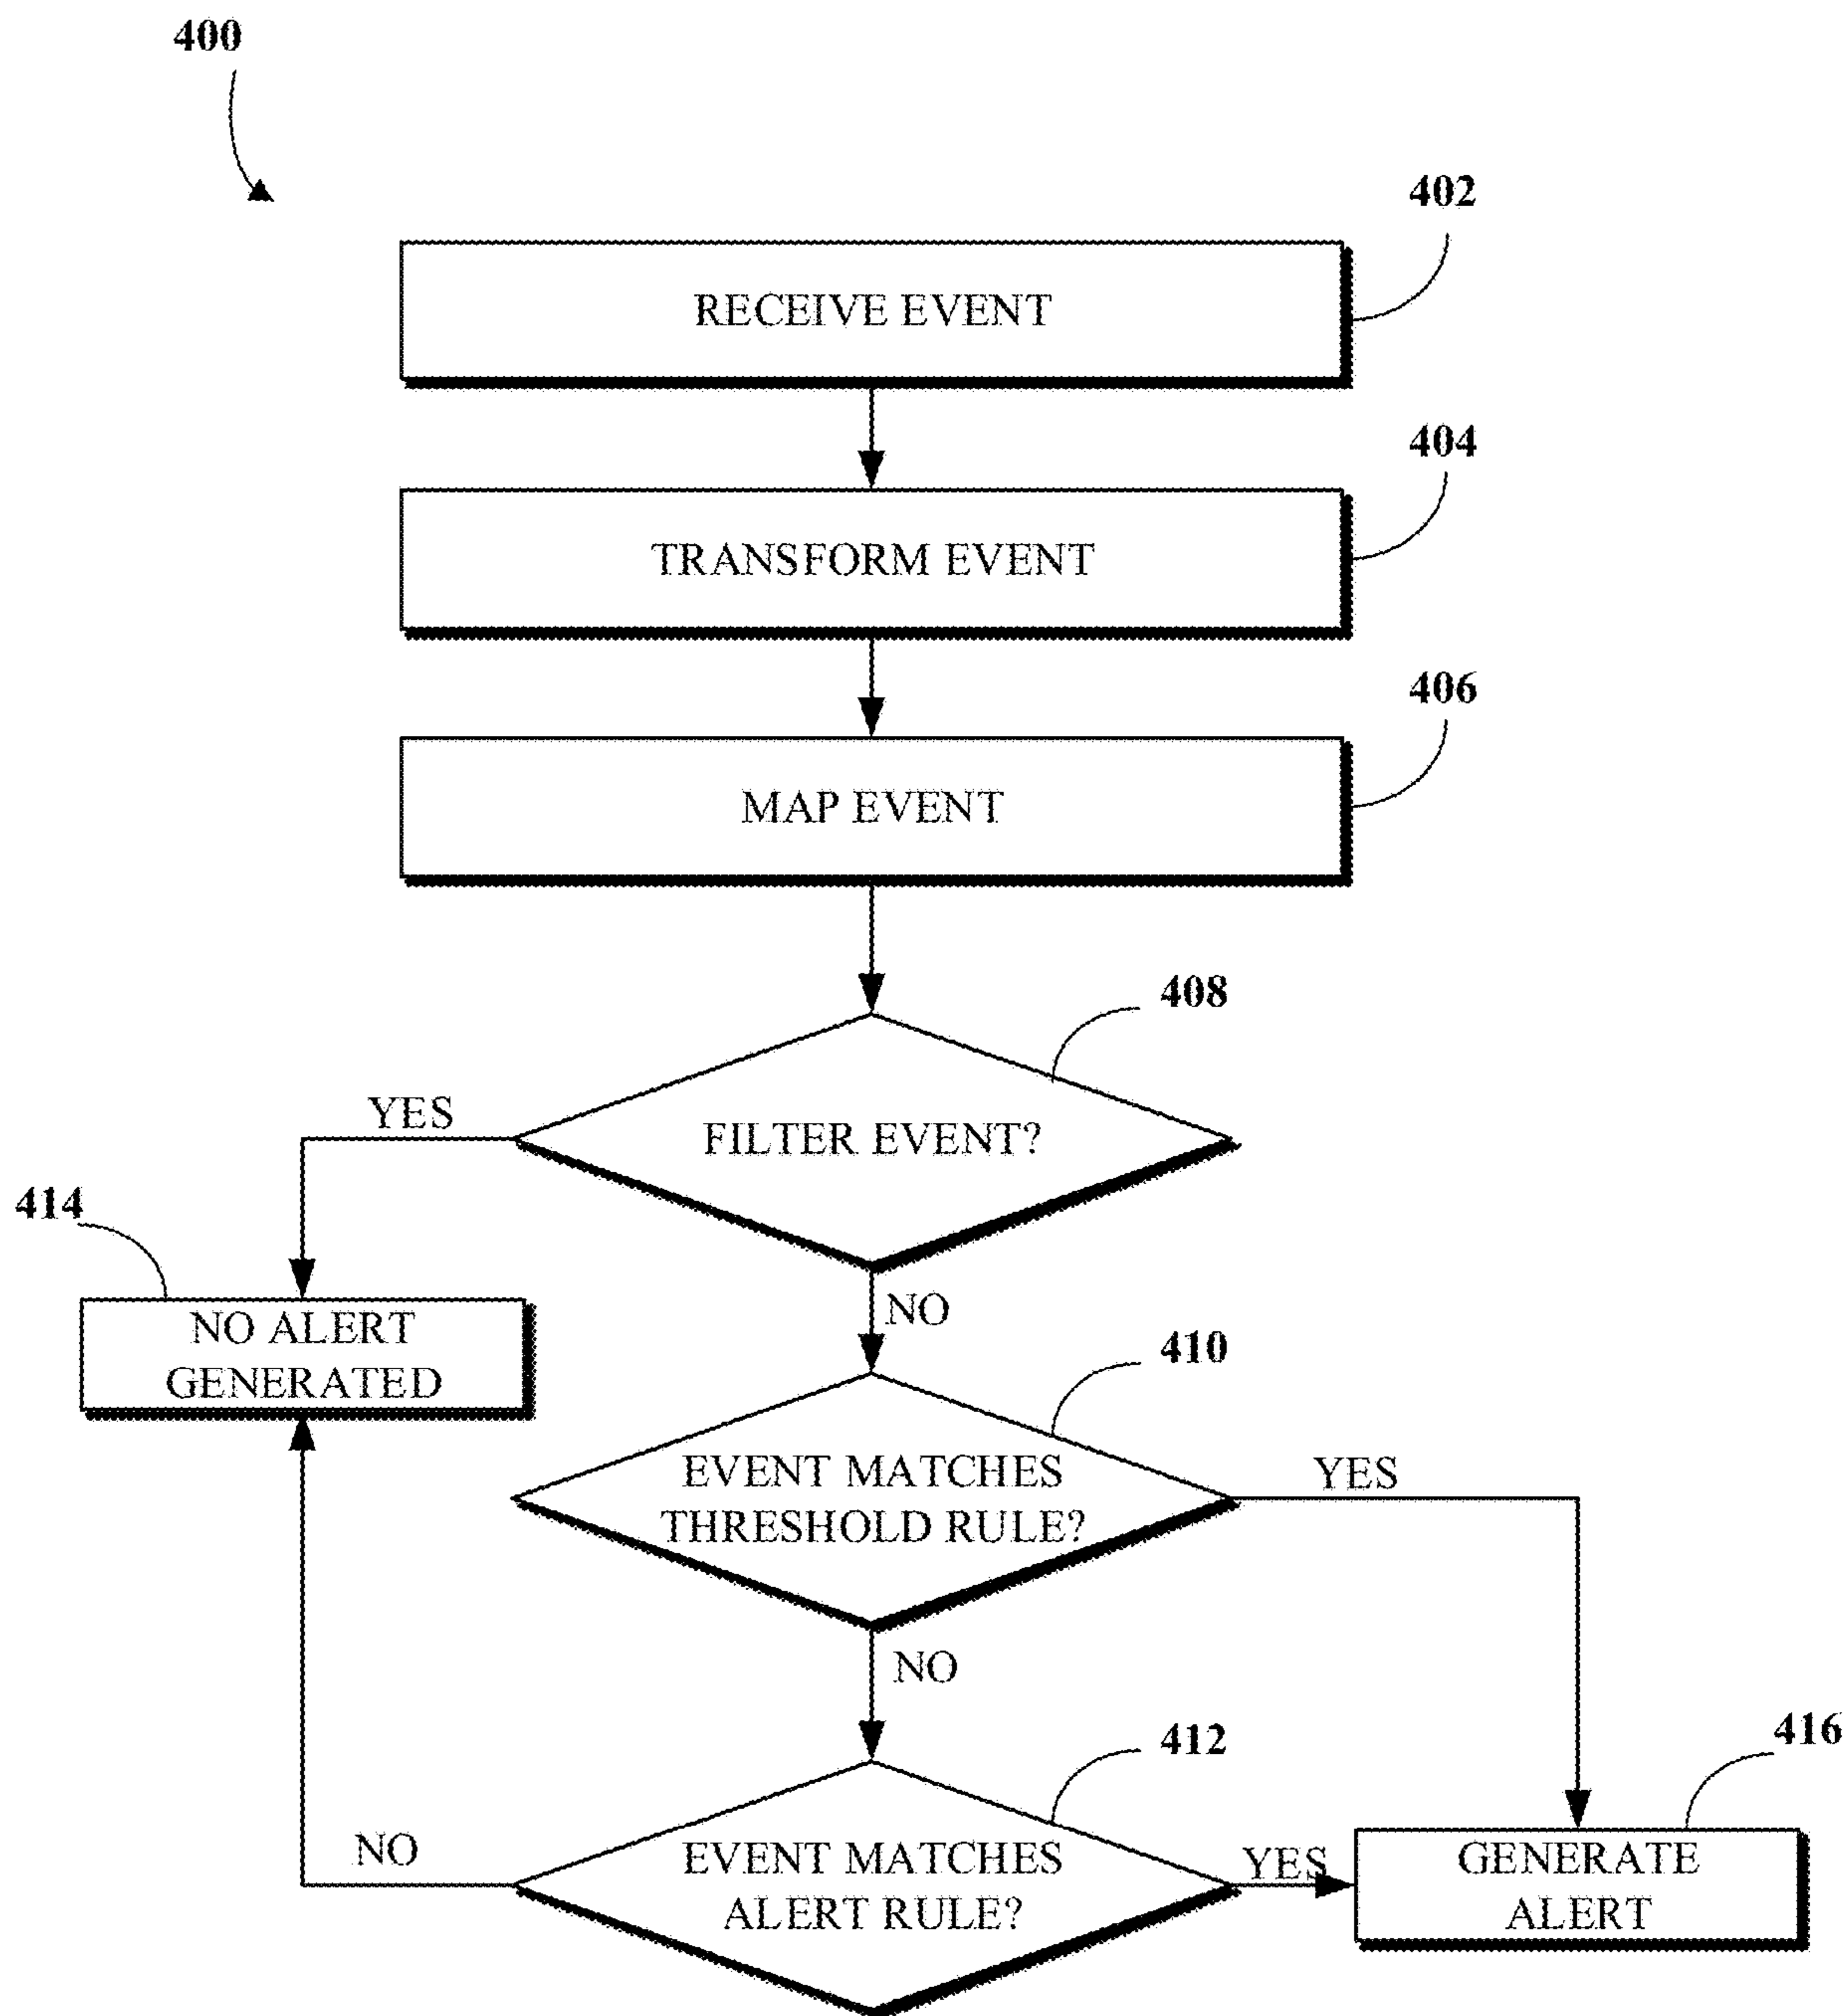 400
402
RECEIVE EVENT
404
TRANSFORM EVENT
406
MAP EVENT
408
YES
FILTER EVENT?
414
NO ALERT
GENERATED
NO
410
EVENT MATCHES
THRESHOLD RULE?
YES
NO
412
416
NO
EVENT MATCHES
ALERT RULE?
YES
GENERATE
ALERT